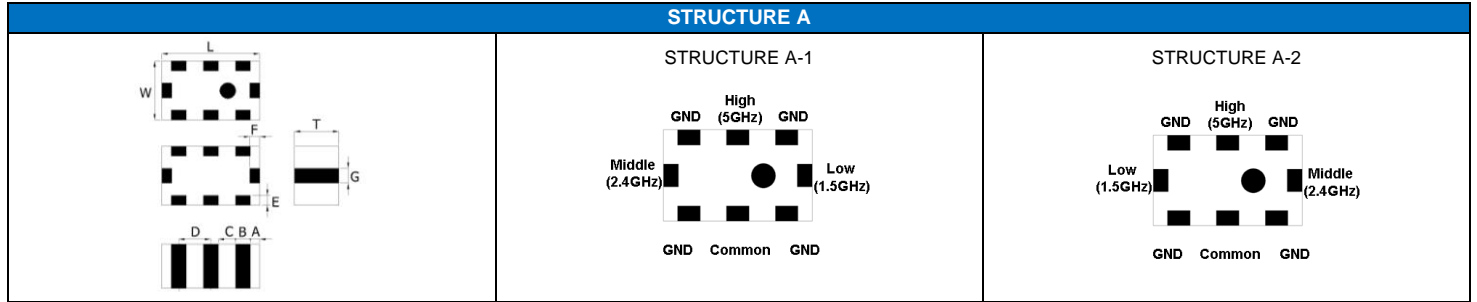 STRUCTURE A
L
W
F
T
G
E
D C B A
STRUCTURE A-1
High
GND (5GHz) GND
Middle
(2.4GHz)
Low
(1.5GHz)
GND Common GND
STRUCTURE A-2
High
GND (5GHz) GND
Low
(1.5GHz)
Middle
(2.4GHz)
GND Common GND